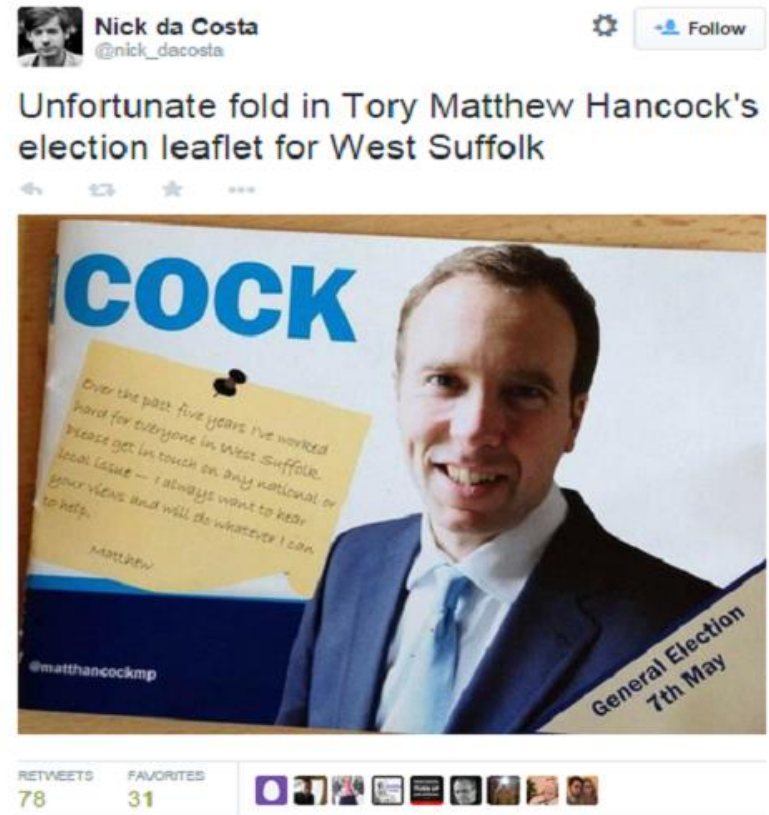 Nick da Costa
@nick_dacosta
Follow
Unfortunate fold in Tory Matthew Hancock's
election leaflet for West Suffolk
COCK
Over the past five years I've worked
hard for everyone in West Suffolk.
Please get in touch on any national or
local issue – I always want to hear
your views and will do whatever I can
to help.
Matthew
@matthancockmp
General Election
7th May
RETWEETS
FAVORITES
78
31